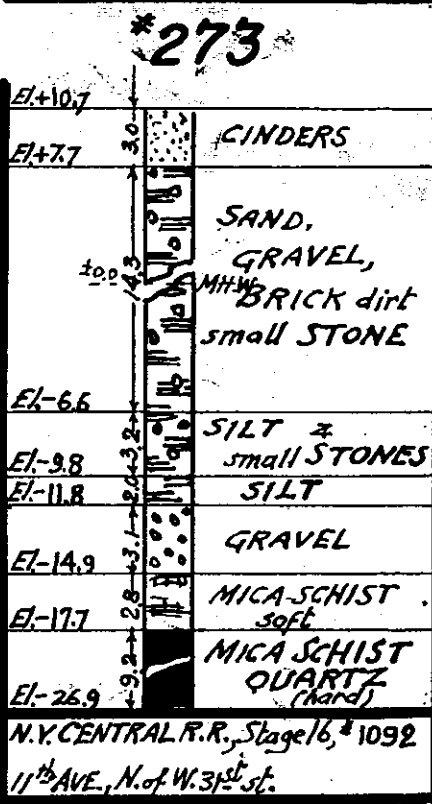 #273
El.+10.7
3.0
CINDERS
El.+7.7
14.3
SAND,
GRAVEL,
±0.0
MHW
BRICK dirt
small STONE
El.-6.6
3.2
SILT &
small STONES
El.-9.8
2.0
SILT
El.-11.8
3.1
GRAVEL
El.-14.9
2.8
MICA-SCHIST
soft
El.-17.7
9.2
MICA SCHIST
QUARTZ
(hard)
El.-26.9
N.Y. CENTRAL R.R., Stage 16, #1092
11th AVE., N. of W. 31st st.